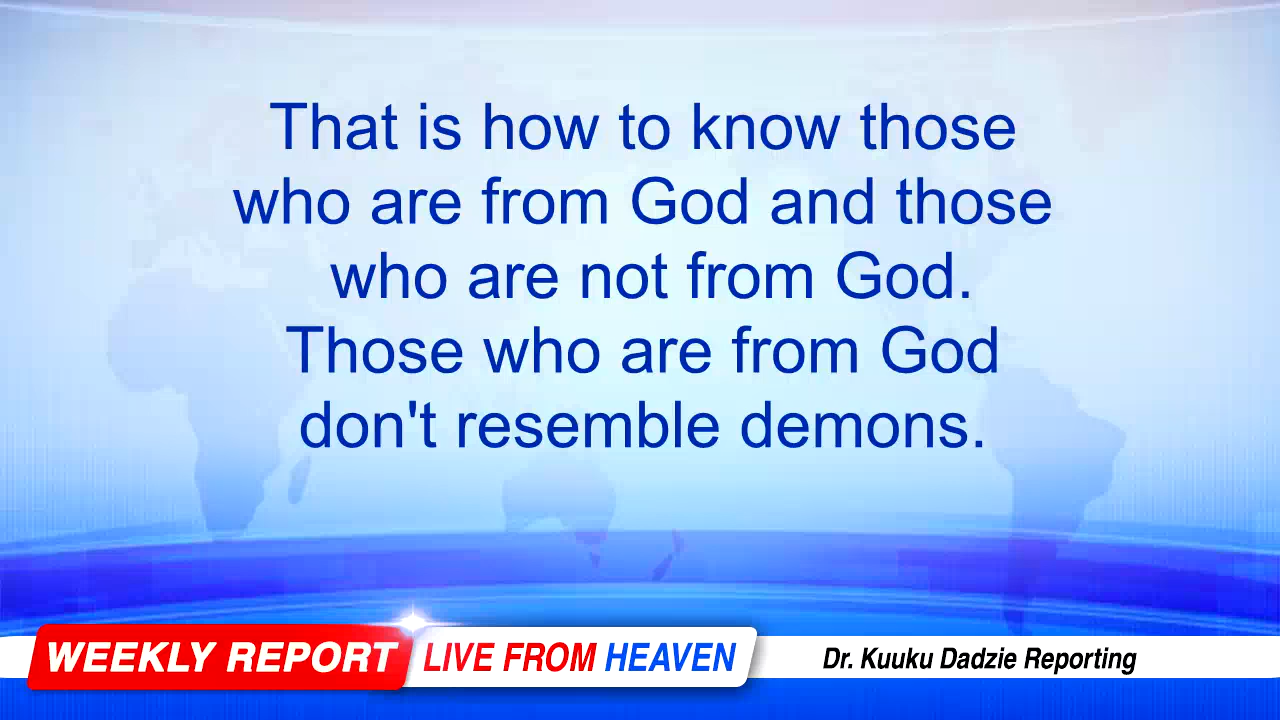 That is how to know those
who are from God and those
who are not from God.
Those who are from God
don't resemble demons.
WEEKLY REPORT LIVE FROM HEAVEN Dr. Kuuku Dadzie Reporting